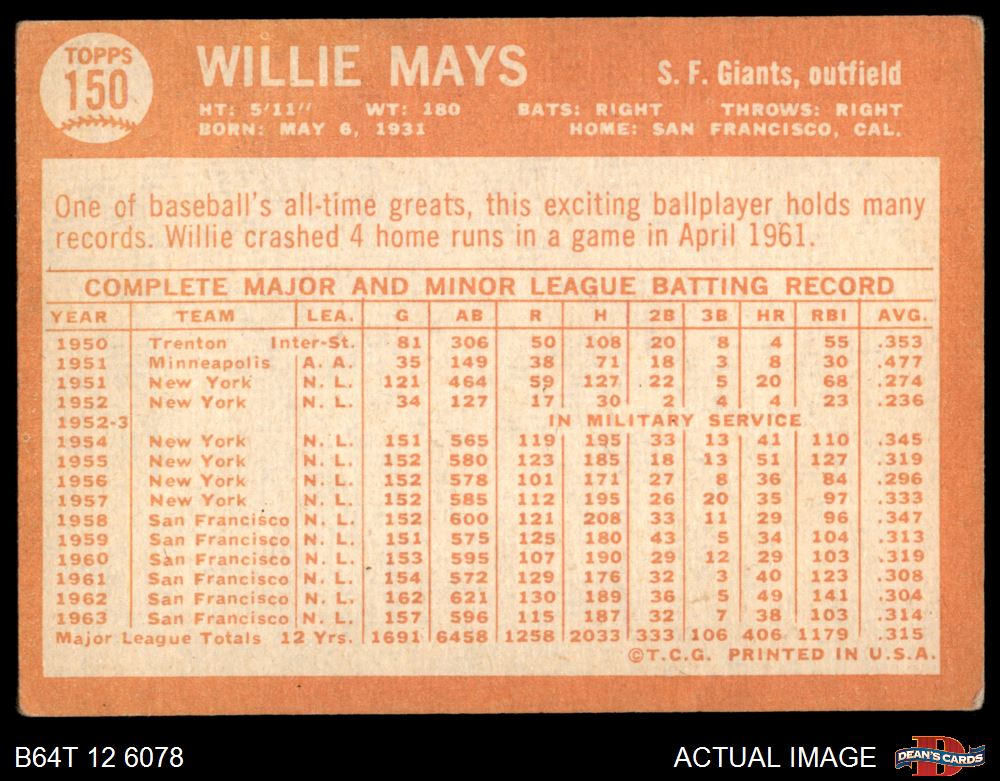 TOPPS
150
WILLIE MAYS
S. F. Giants, outfield
HT: 5'11" WT: 180 BATS: RIGHT THROWS: RIGHT
BORN: MAY 6, 1931 HOME: SAN FRANCISCO, CAL.
One of baseball's all-time greats, this exciting ballplayer holds many
records. Willie crashed 4 home runs in a game in April 1961.
COMPLETE MAJOR AND MINOR LEAGUE BATTING RECORD
YEAR TEAM LEA. G AB R H 2B 3B HR RBI AVG.
1950 Trenton Inter-St. 81 306 50 108 20 8 4 55 .353
1951 Minneapolis A. A. 35 149 38 71 18 3 8 30 .477
1951 New York N. L. 121 464 59 127 22 5 20 68 .274
1952 New York N. L. 34 127 17 30 2 4 4 23 .236
1952-3 IN MILITARY SERVICE
1954 New York N. L. 151 565 119 195 33 13 41 110 .345
1955 New York N. L. 152 580 123 185 18 13 51 127 .319
1956 New York N. L. 152 578 101 171 27 8 36 84 .296
1957 New York N. L. 152 585 112 195 26 20 35 97 .333
1958 San Francisco N. L. 152 600 121 208 33 11 29 96 .347
1959 San Francisco N. L. 151 575 125 180 43 5 34 104 .313
1960 San Francisco N. L. 153 595 107 190 29 12 29 103 .319
1961 San Francisco N. L. 154 572 129 176 32 3 40 123 .308
1962 San Francisco N. L. 162 621 130 189 36 5 49 141 .304
1963 San Francisco N. L. 157 596 115 187 32 7 38 103 .314
Major League Totals 12 Yrs. 1691 6458 1258 2033 333 106 406 1179 .315
©T.C.G. PRINTED IN U.S.A.
B64T 12 6078
ACTUAL IMAGE
D
DEAN'S CARDS